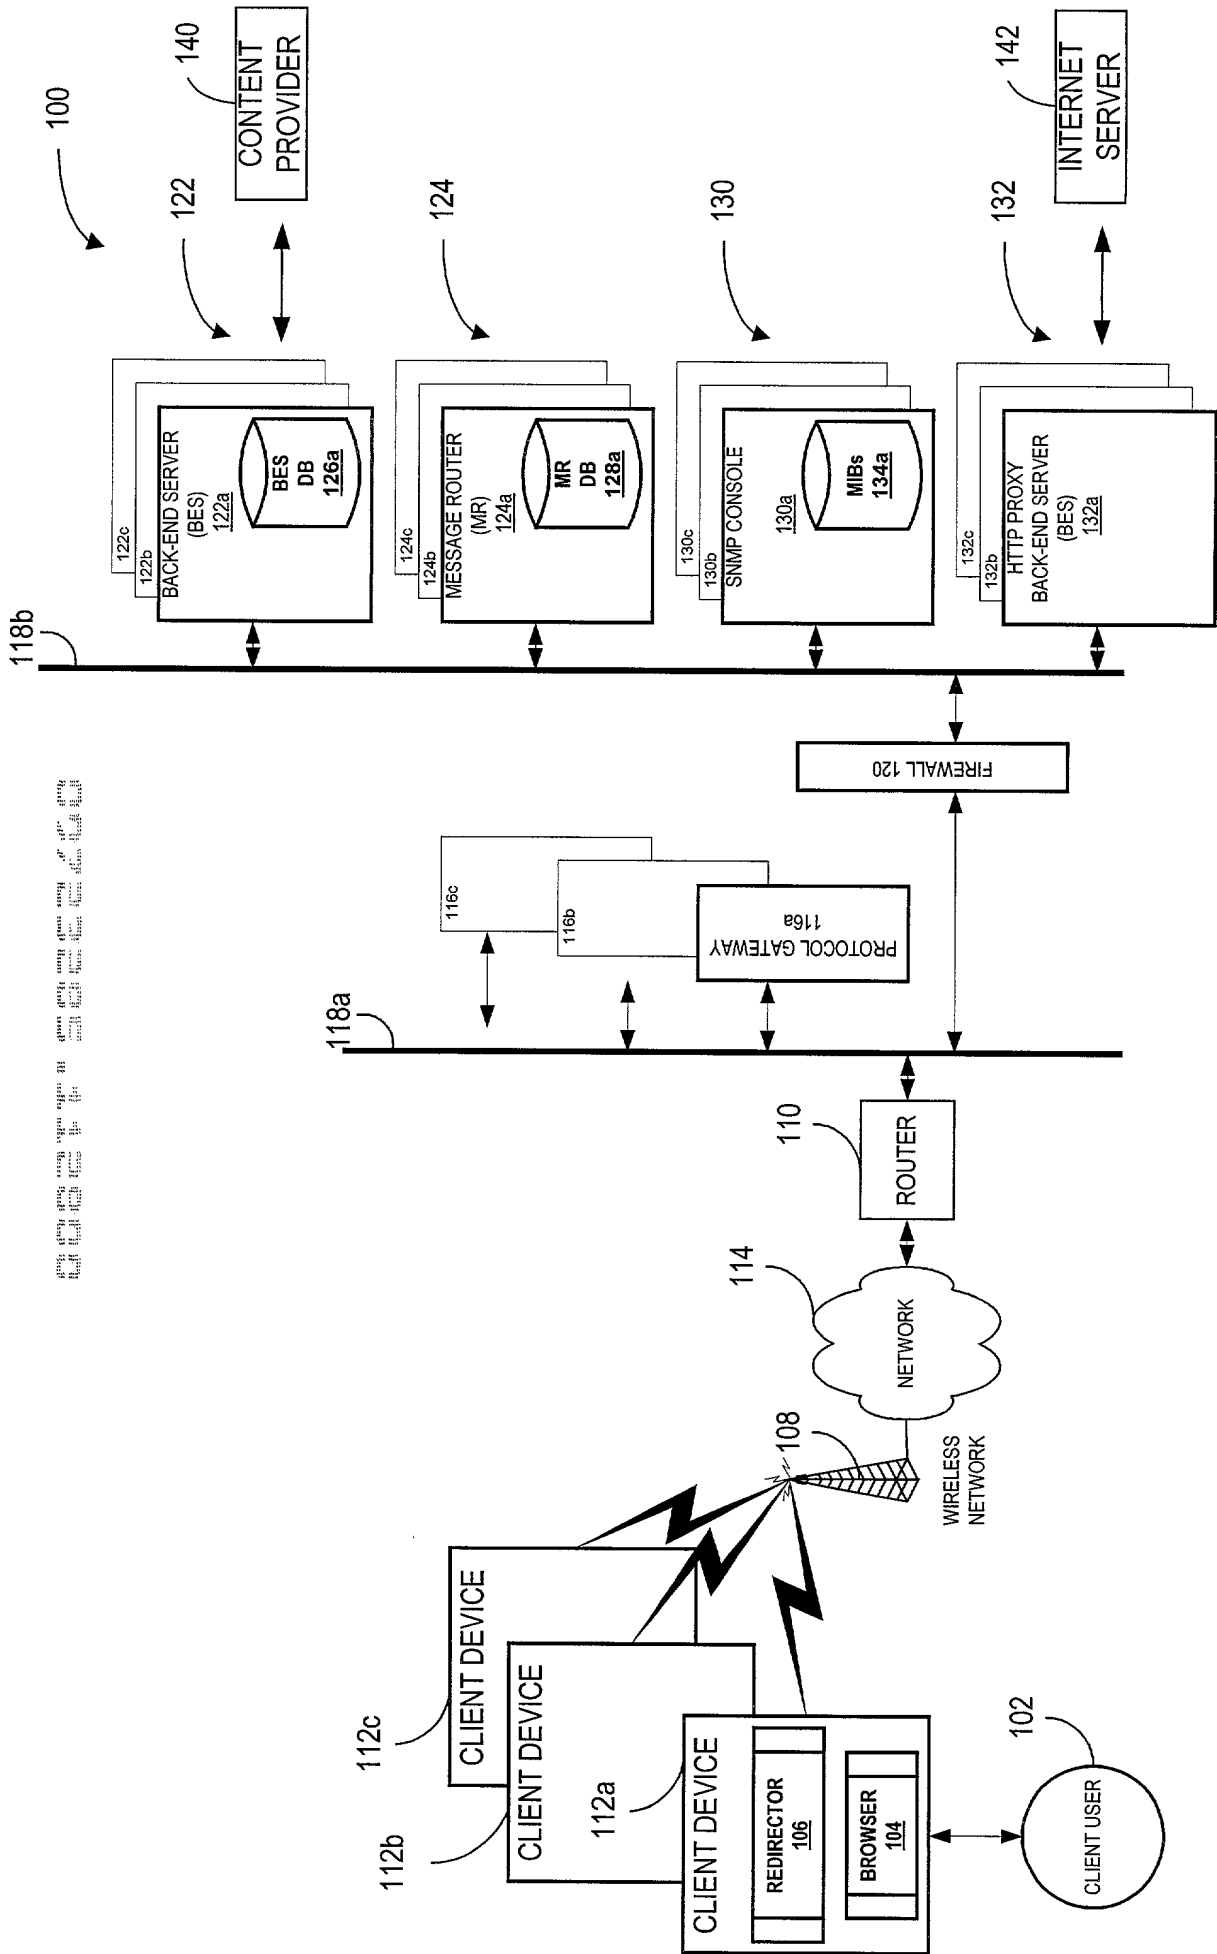 100
122
140
CONTENT
PROVIDER
124
130
132
142
INTERNET
SERVER
122c
122b
BACK-END SERVER
(BES)
122a
BES
DB
126a
124c
124b
MESSAGE ROUTER
(MR)
124a
MR
DB
128a
130c
130b
SNMP CONSOLE
130a
MIBs
134a
132c
132b
HTTP PROXY
BACK-END SERVER
(BES)
132a
118b
FIREWALL 120
116c
116b
PROTOCOL GATEWAY
116a
118a
110
ROUTER
114
NETWORK
108
WIRELESS
NETWORK
112c
CLIENT DEVICE
112b
CLIENT DEVICE
112a
CLIENT DEVICE
REDIRECTOR
106
BROWSER
104
102
CLIENT USER